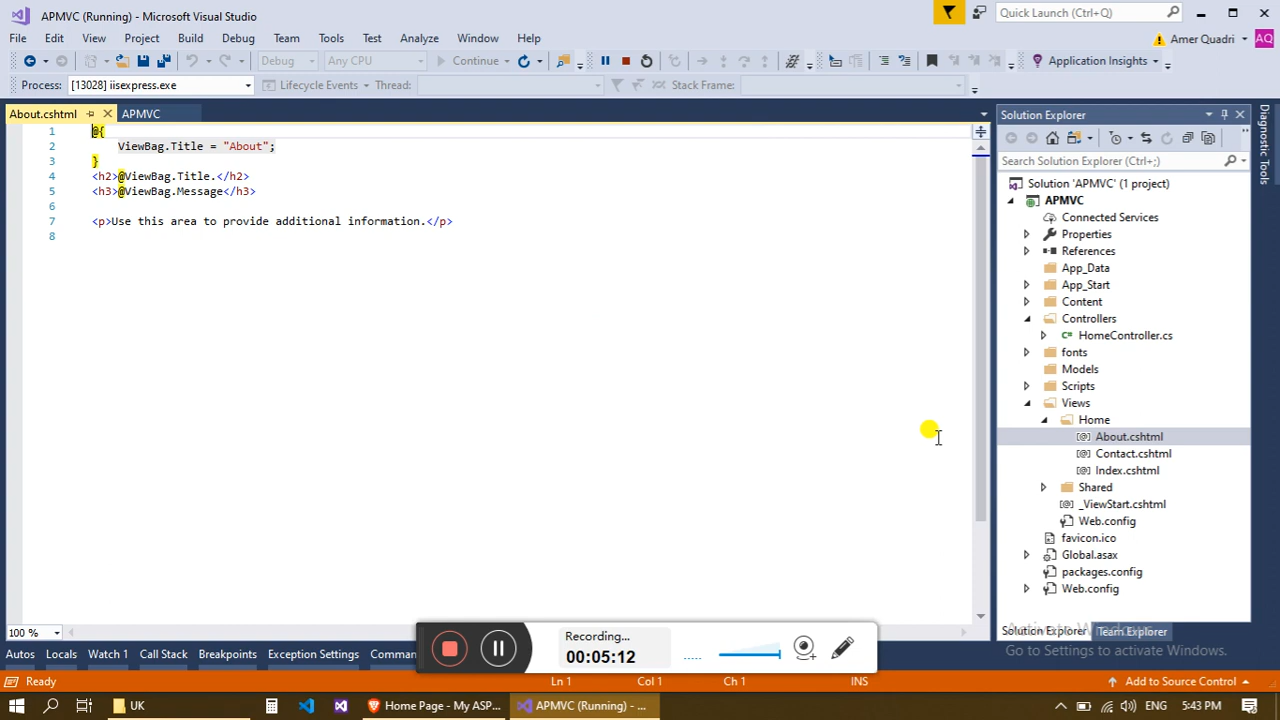 APMVC (Running) - Microsoft Visual Studio
Quick Launch (Ctrl+Q)
File Edit View Project Build Debug Team Tools Test Analyze Window Help
Amer Quadri AQ
Debug Any CPU Continue Application Insights
Process: [13028] iisexpress.exe Lifecycle Events Thread: Stack Frame:
About.cshtml APMVC
1 @{
2 ViewBag.Title = "About";
3 }
4 <h2>@ViewBag.Title.</h2>
5 <h3>@ViewBag.Message</h3>
6
7 <p>Use this area to provide additional information.</p>
8
Solution Explorer
Search Solution Explorer (Ctrl+;)
Solution 'APMVC' (1 project)
APMVC
Connected Services
Properties
References
App_Data
App_Start
Content
Controllers
HomeController.cs
fonts
Models
Scripts
Views
Home
About.cshtml
Contact.cshtml
Index.cshtml
Shared
_ViewStart.cshtml
Web.config
favicon.ico
Global.asax
packages.config
Web.config
Diagnostic Tools
Activate Windows
Go to Settings to activate Windows.
Solution Explorer Team Explorer
100 %
Recording...
00:05:12
Autos Locals Watch 1 Call Stack Breakpoints Exception Settings Comman
Ready Ln 1 Col 1 Ch 1 INS Add to Source Control
UK Home Page - My ASP... APMVC (Running) - ... ENG 5:43 PM